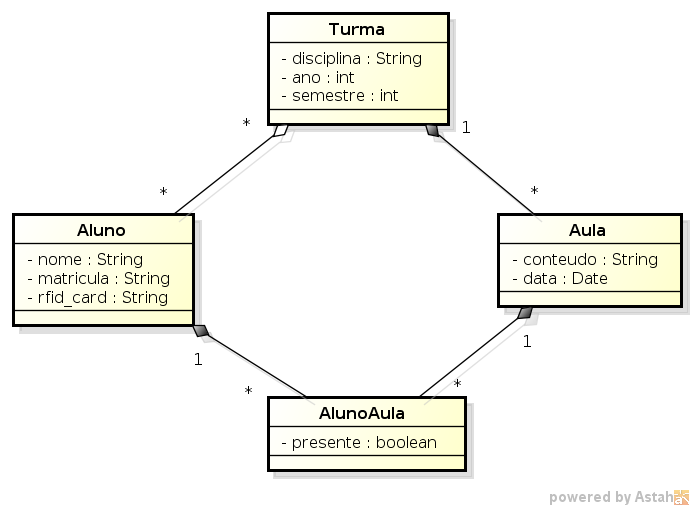 Turma
- disciplina : String
- ano : int
- semestre : int
*
1
*
*
Aluno
- nome : String
- matricula : String
- rfid_card : String
Aula
- conteudo : String
- data : Date
1
1
*
*
AlunoAula
- presente : boolean
powered by Astah